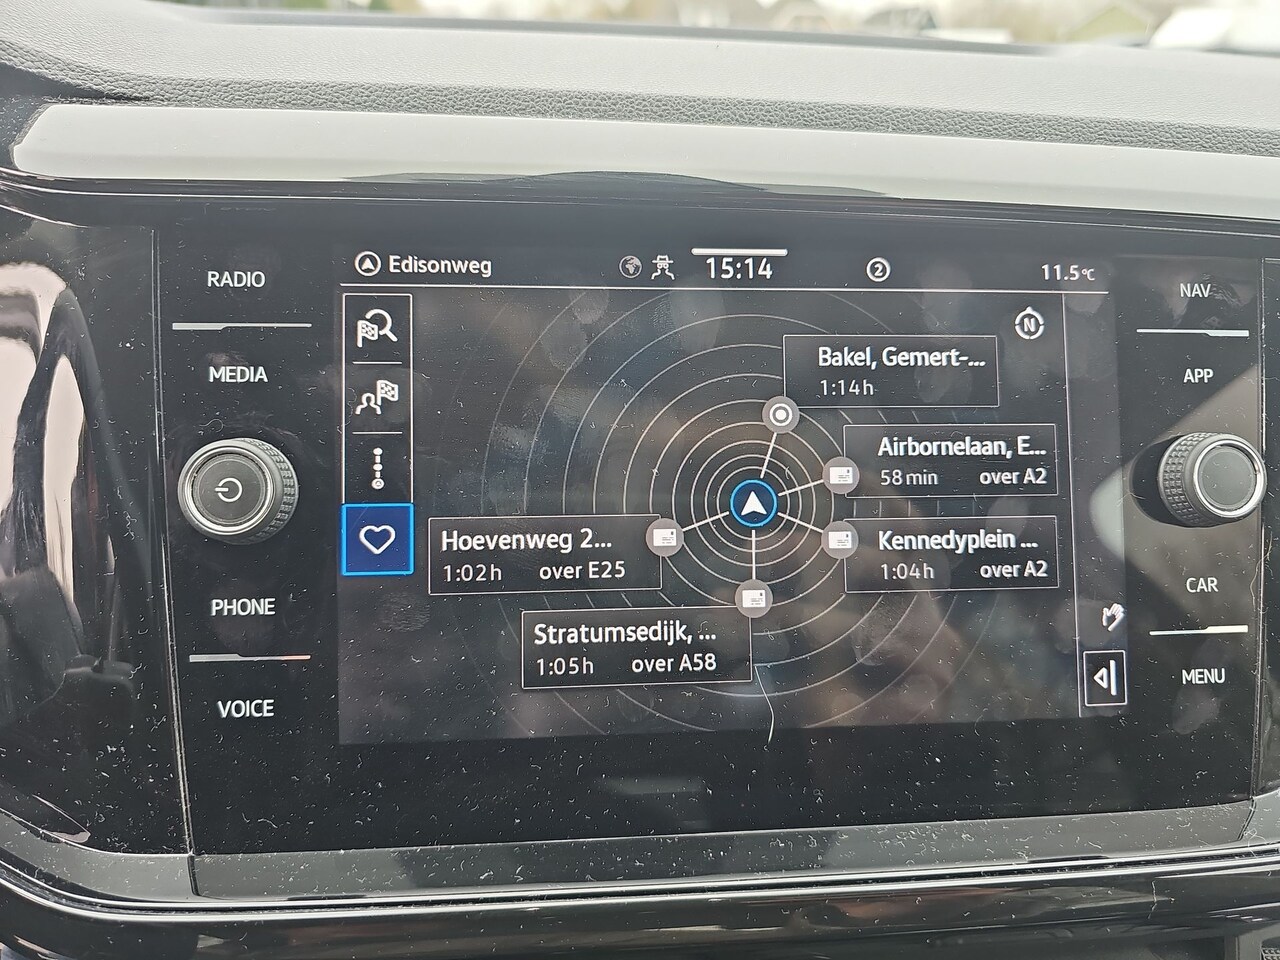 RADIO
MEDIA
PHONE
VOICE
Edisonweg
15:14
2
11.5°C
N
Bakel, Gemert-...
1:14h
Airbornelaan, E...
58 min over A2
Hoevenweg 2...
1:02h over E25
Kennedyplein ...
1:04h over A2
Stratumsedijk, ...
1:05h over A58
NAV
APP
CAR
MENU